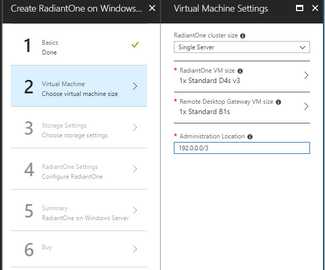 Create RadiantOne on Windows...
1
Basics
Done
2
Virtual Machine
Choose virtual machine size
3
Storage Settings
Choose storage settings
4
RadiantOne Settings
Configure RadiantOne
5
Summary
RadiantOne on Windows Server
6
Buy
Virtual Machine Settings
RadiantOne cluster size
Single Server
* RadiantOne VM size
1x Standard D4s v3
* Remote Desktop Gateway VM size
1x Standard B1s
* Administration Location
192.0.0.0/3